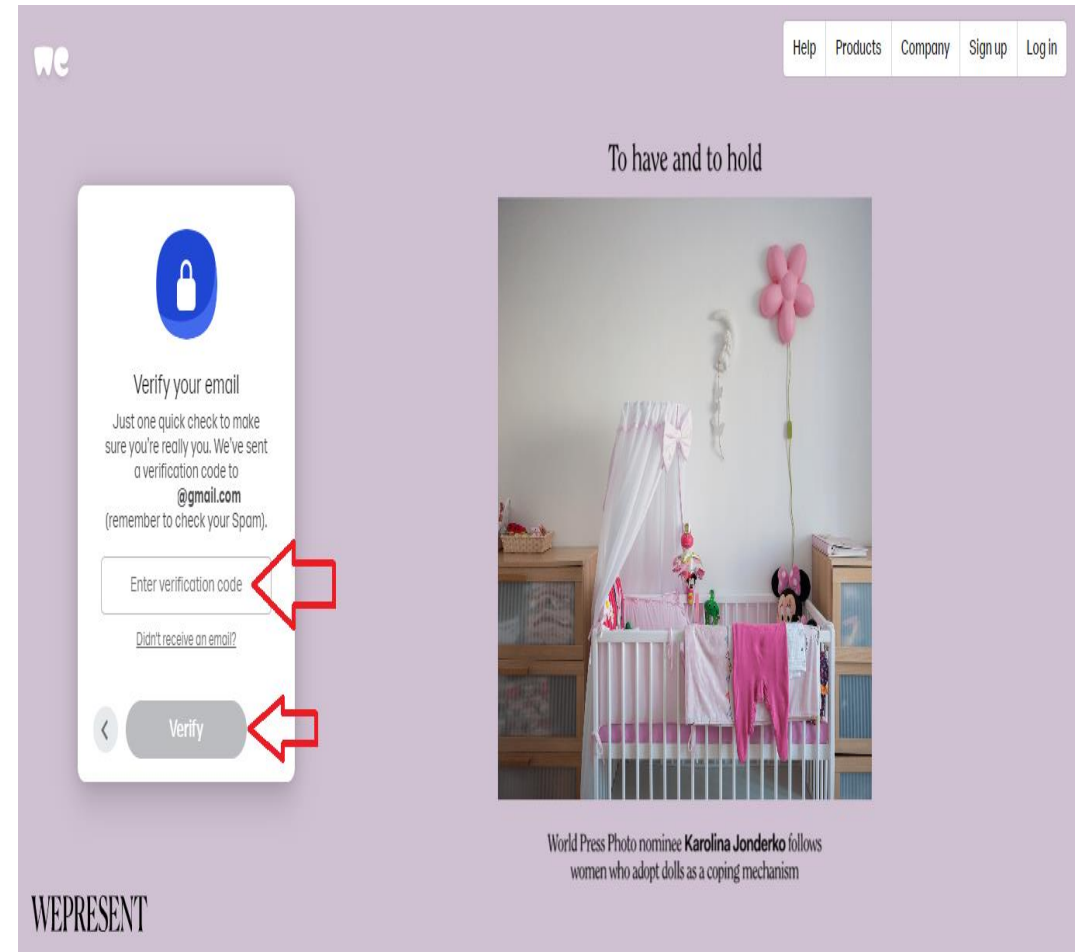 we
Help Products Company Sign up Log in
To have and to hold
Verify your email
Just one quick check to make
sure you're really you. We've sent
a verification code to
@gmail.com
(remember to check your Spam).
Enter verification code
Didn't receive an email?
Verify
World Press Photo nominee Karolina Jonderko follows
women who adopt dolls as a coping mechanism
WEPRESENT